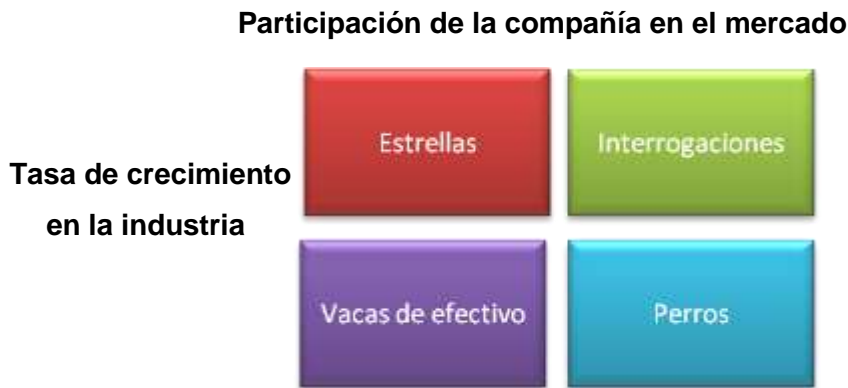 Participación de la compañía en el mercado
Estrellas
Interrogaciones
Tasa de crecimiento
en la industria
Vacas de efectivo
Perros